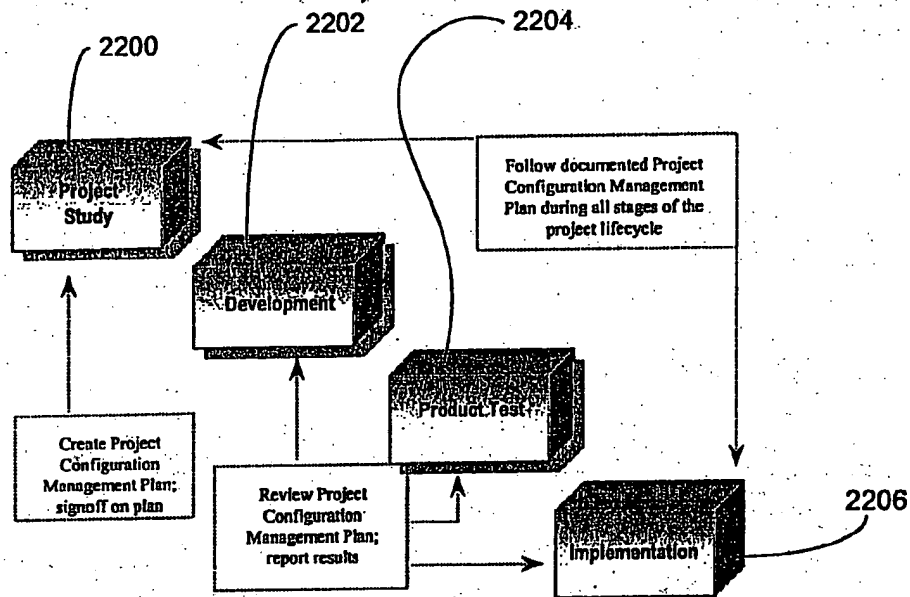 2200
2202
2204
Project
Study
Follow documented Project
Configuration Management
Plan during all stages of the
project lifecycle
Development
Product Test
Create Project
Configuration
Management Plan;
signoff on plan
Review Project
Configuration
Management Plan;
report results
Implementation
2206